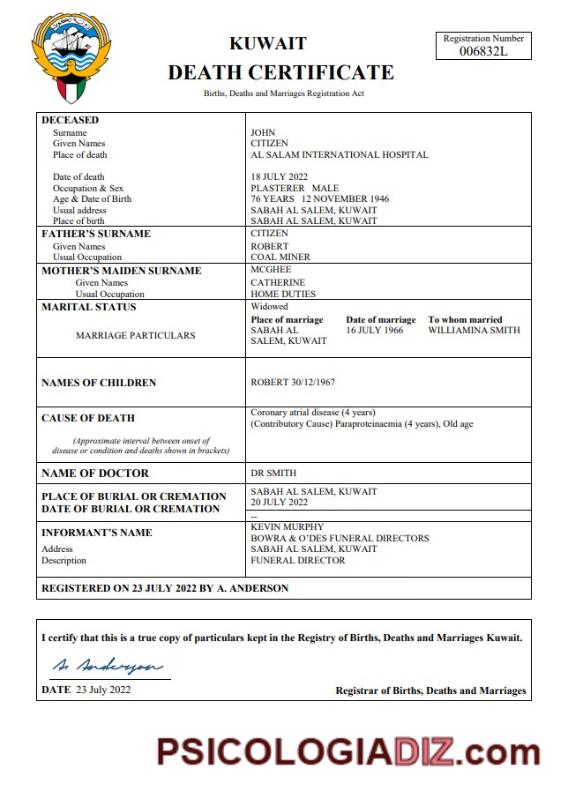 KUWAIT
DEATH CERTIFICATE
Births, Deaths and Marriages Registration Act
Registration Number
006832L
DECEASED
Surname JOHN
Given Names CITIZEN
Place of death AL SALAM INTERNATIONAL HOSPITAL
Date of death 18 JULY 2022
Occupation & Sex PLASTERER MALE
Age & Date of Birth 76 YEARS 12 NOVEMBER 1946
Usual address SABAH AL SALEM, KUWAIT
Place of birth SABAH AL SALEM, KUWAIT
FATHER'S SURNAME CITIZEN
Given Names ROBERT
Usual Occupation COAL MINER
MOTHER'S MAIDEN SURNAME MCGHEE
Given Names CATHERINE
Usual Occupation HOME DUTIES
MARITAL STATUS Widowed
Place of marriage Date of marriage To whom married
MARRIAGE PARTICULARS SABAH AL 16 JULY 1966 WILLIAMINA SMITH
SALEM, KUWAIT
NAMES OF CHILDREN ROBERT 30/12/1967
CAUSE OF DEATH Coronary atrial disease (4 years)
(Contributory Cause) Paraproteinaemia (4 years), Old age
(Approximate interval between onset of
disease or condition and deaths shown in brackets)
NAME OF DOCTOR DR SMITH
PLACE OF BURIAL OR CREMATION SABAH AL SALEM, KUWAIT
DATE OF BURIAL OR CREMATION 20 JULY 2022
--
INFORMANT'S NAME KEVIN MURPHY
BOWRA & O'DES FUNERAL DIRECTORS
Address SABAH AL SALEM, KUWAIT
Description FUNERAL DIRECTOR
REGISTERED ON 23 JULY 2022 BY A. ANDERSON
I certify that this is a true copy of particulars kept in the Registry of Births, Deaths and Marriages Kuwait.
A. Anderson
DATE 23 July 2022
Registrar of Births, Deaths and Marriages
PSICOLOGIADIZ.com